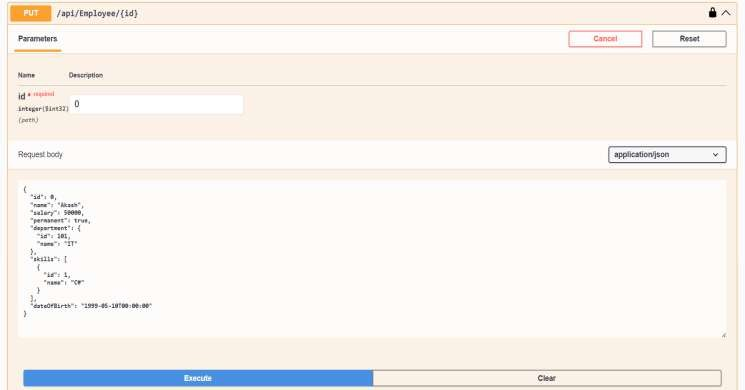 PUT /api/Employee/{id}
Parameters Cancel Reset
Name Description
id * required
integer($int32) 0
(path)
Request body application/json
{
  "id": 0,
  "name": "Akash",
  "salary": 50000,
  "permanent": true,
  "department": {
    "id": 101,
    "name": "IT"
  },
  "skills": [
    {
      "id": 1,
      "name": "C#"
    }
  ],
  "dateOfBirth": "1999-05-10T00:00:00"
}
Execute Clear